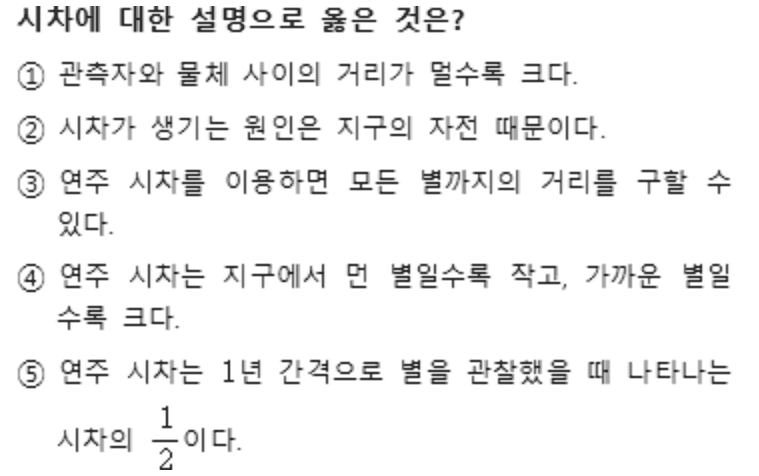 시차에 대한 설명으로 옳은 것은?
① 관측자와 물체 사이의 거리가 멀수록 크다.
② 시차가 생기는 원인은 지구의 자전 때문이다.
③ 연주 시차를 이용하면 모든 별까지의 거리를 구할 수
있다.
④ 연주 시차는 지구에서 먼 별일수록 작고, 가까운 별일
수록 크다.
⑤ 연주 시차는 1년 간격으로 별을 관찰했을 때 나타나는
시차의 1/2이다.